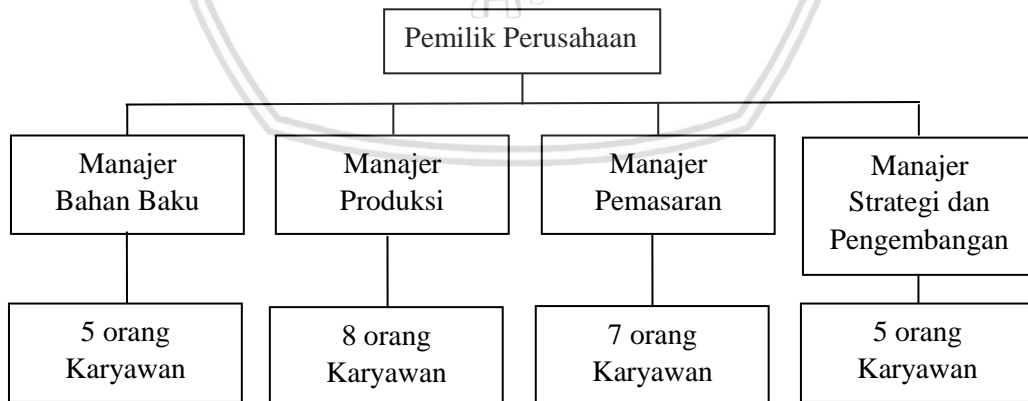 Pemilik Perusahaan
Manajer
Bahan Baku
Manajer
Produksi
Manajer
Pemasaran
Manajer
Strategi dan
Pengembangan
5 orang
Karyawan
8 orang
Karyawan
7 orang
Karyawan
5 orang
Karyawan